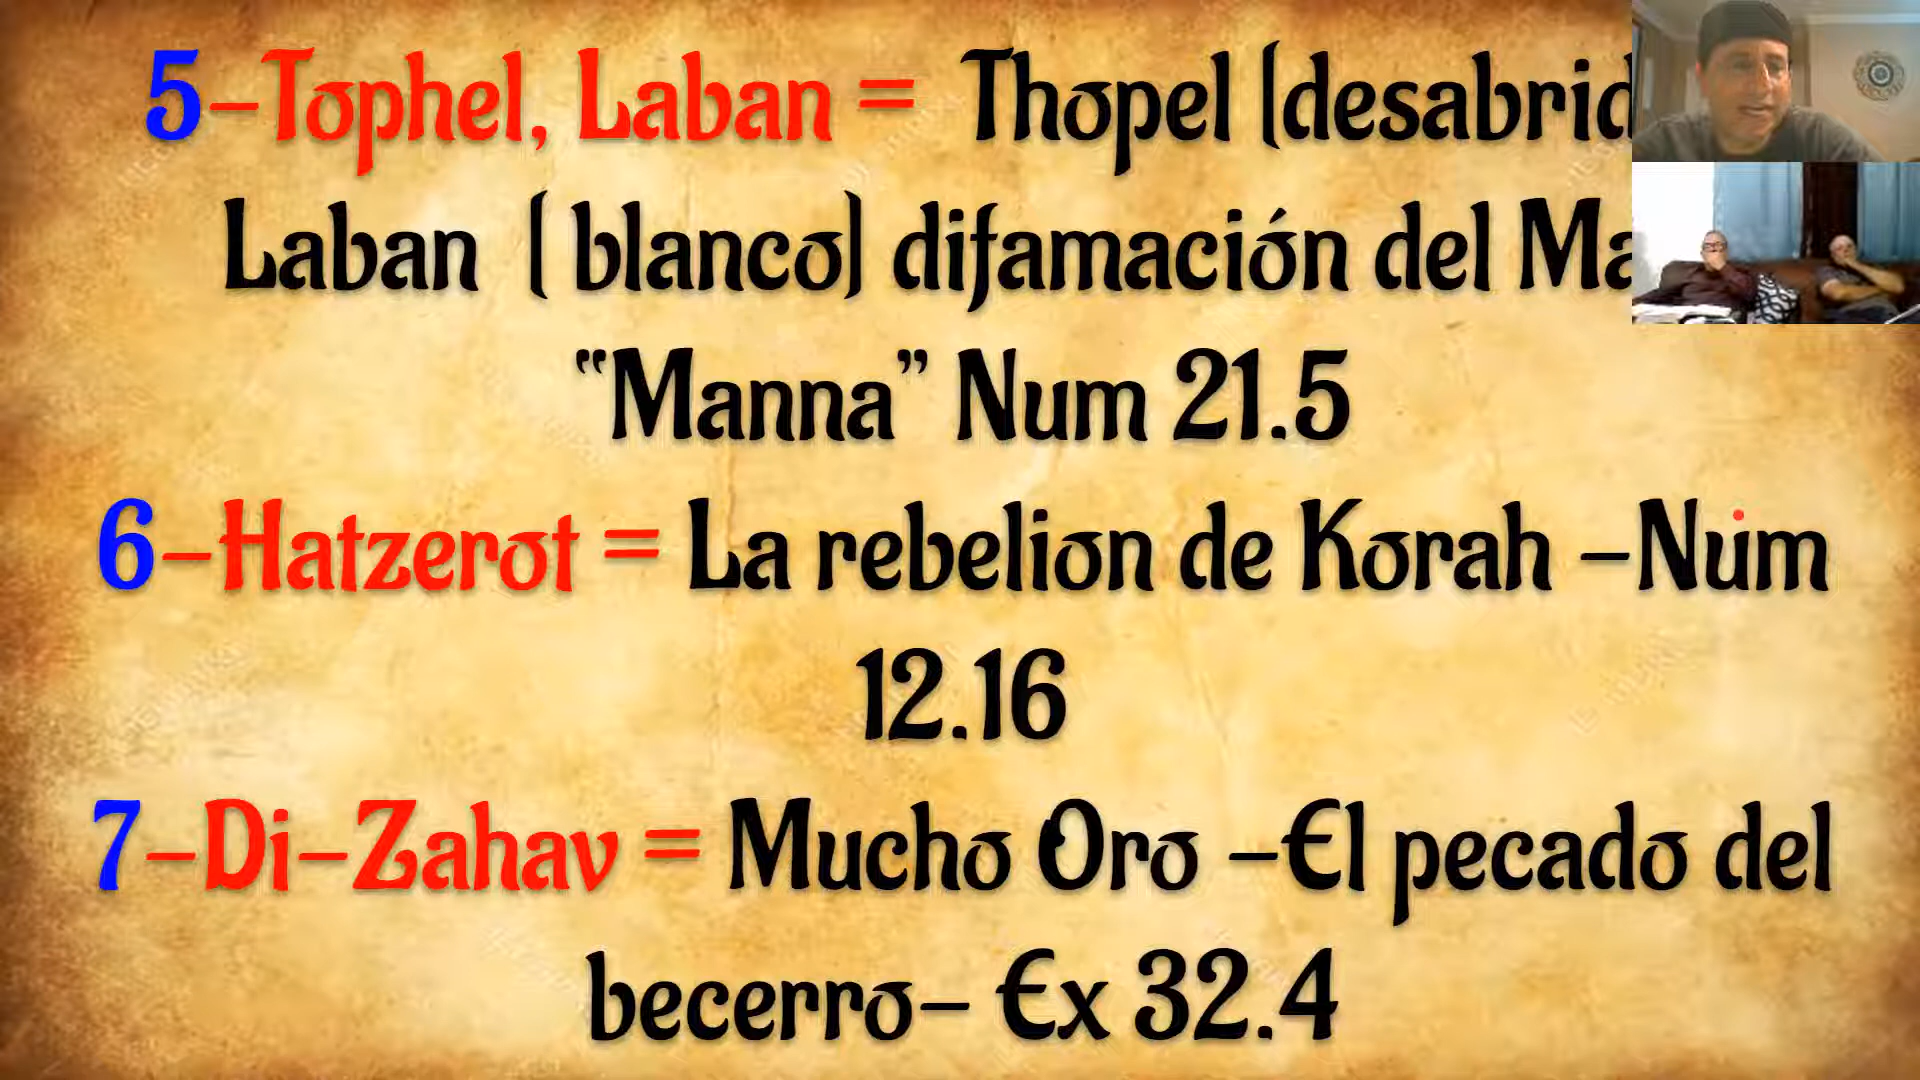 5-Tophel, Laban = Thopel (desabrid
Laban ( blanco) difamación del Ma
“Manna” Num 21.5
6-Hatzerot = La rebelion de Korah -Num
12.16
7-Di-Zahav = Mucho Oro -El pecado del
becerro- Ex 32.4